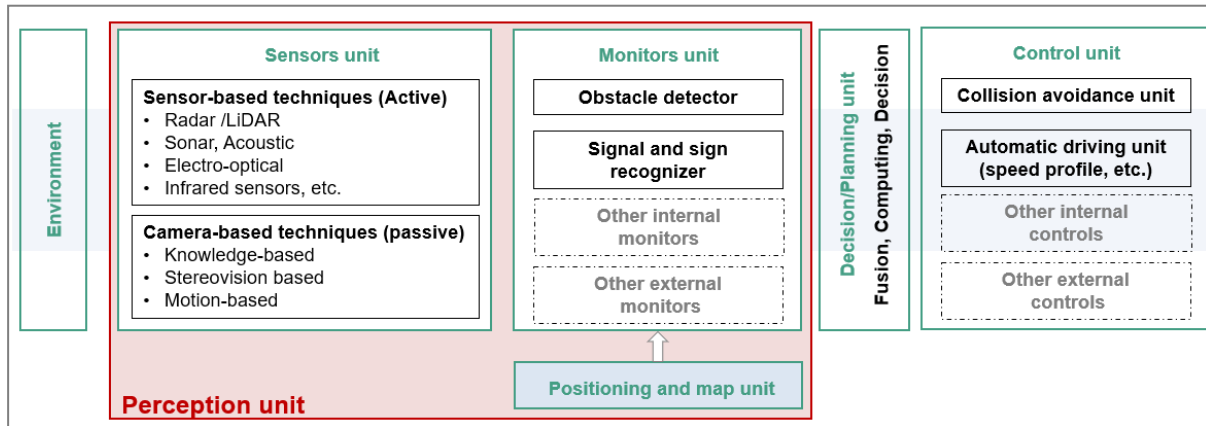 Environment
Sensors unit
Sensor-based techniques (Active)
• Radar /LiDAR
• Sonar, Acoustic
• Electro-optical
• Infrared sensors, etc.
Camera-based techniques (passive)
• Knowledge-based
• Stereovision based
• Motion-based
Monitors unit
Obstacle detector
Signal and sign
recognizer
Other internal
monitors
Other external
monitors
Positioning and map unit
Perception unit
Decision/Planning unit
Fusion, Computing, Decision
Control unit
Collision avoidance unit
Automatic driving unit
(speed profile, etc.)
Other internal
controls
Other external
controls